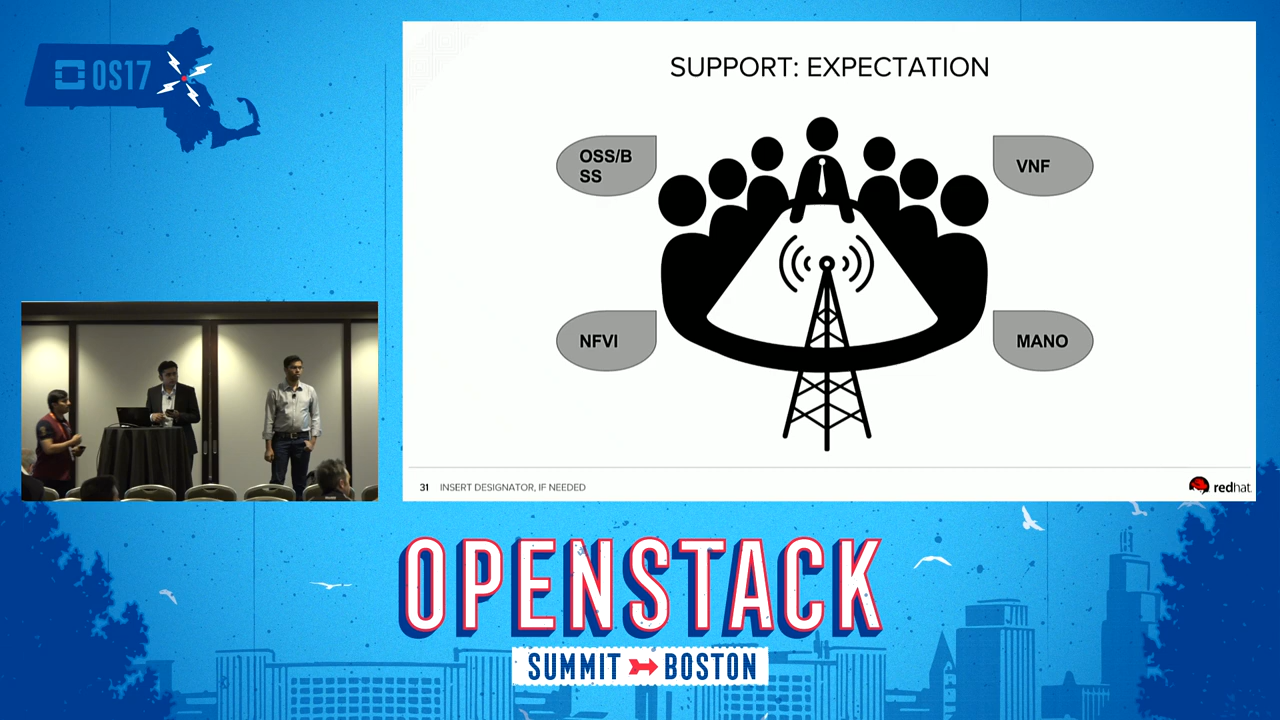 OS17
SUPPORT: EXPECTATION
OSS/B
SS
VNF
NFVI
MANO
31 INSERT DESIGNATOR, IF NEEDED
redhat.
OPENSTACK
SUMMIT BOSTON